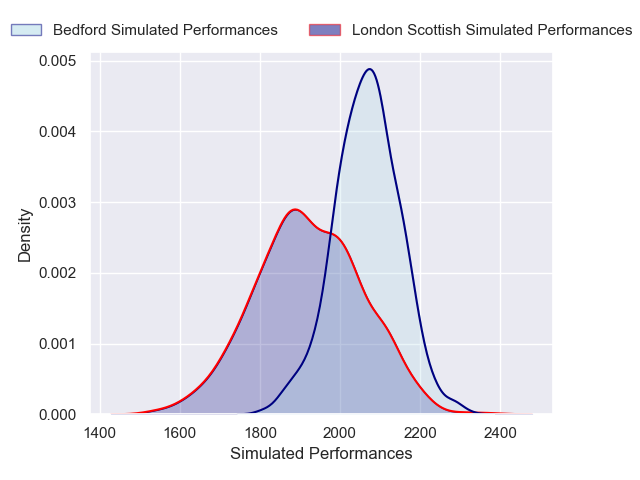 Bedford Simulated Performances
London Scottish Simulated Performances
0.005
0.004
0.003
0.002
0.001
0.000
Density
1400 1600 1800 2000 2200 2400
Simulated Performances